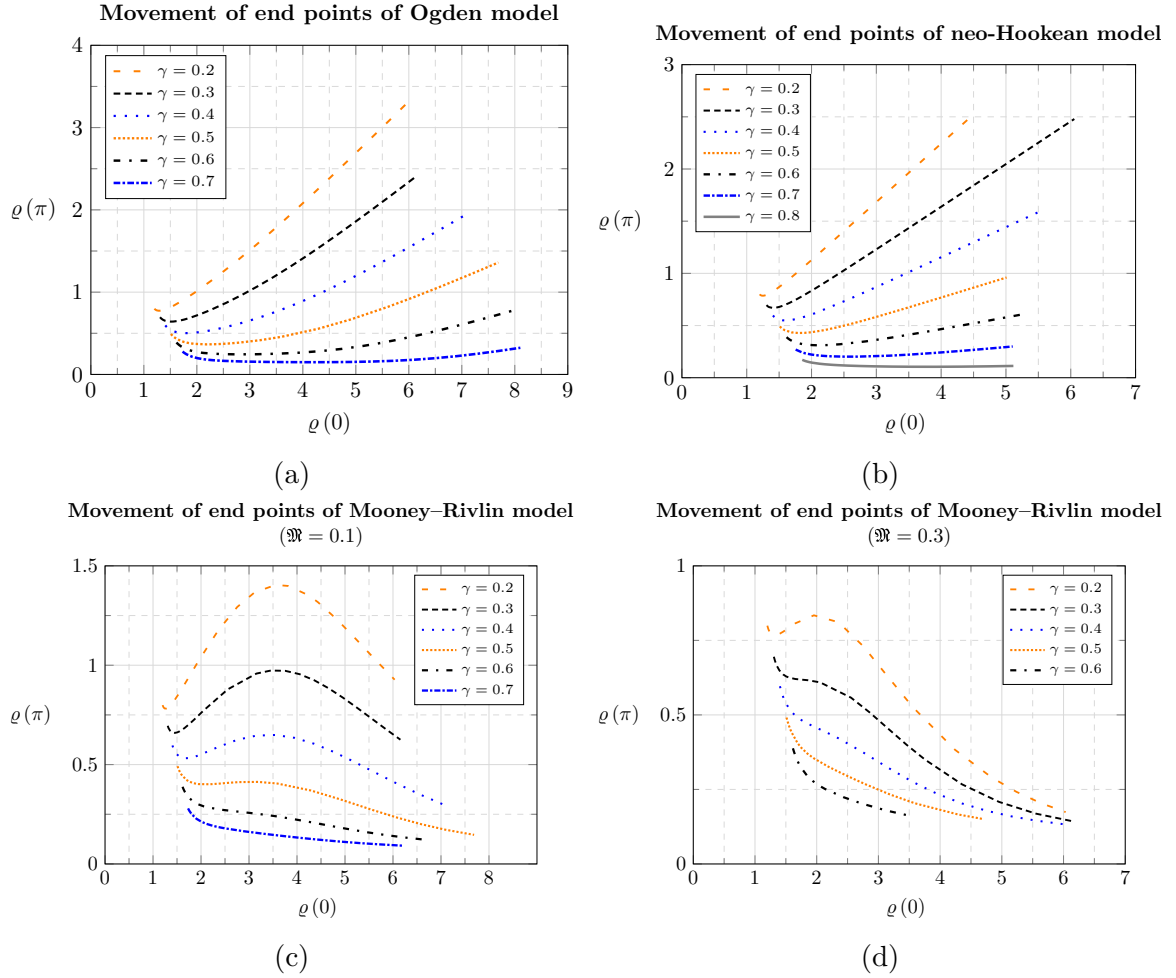 Movement of end points of Ogden model
4
3
2
1
0
0 1 2 3 4 5 6 7 8 9
ϱ (π)
ϱ (0)
γ = 0.2
γ = 0.3
γ = 0.4
γ = 0.5
γ = 0.6
γ = 0.7
(a)
Movement of end points of neo-Hookean model
3
2
1
0
0 1 2 3 4 5 6 7
ϱ (π)
ϱ (0)
γ = 0.2
γ = 0.3
γ = 0.4
γ = 0.5
γ = 0.6
γ = 0.7
γ = 0.8
(b)
Movement of end points of Mooney–Rivlin model
(𝕽 = 0.1)
1.5
1
0.5
0
0 1 2 3 4 5 6 7 8
ϱ (π)
ϱ (0)
γ = 0.2
γ = 0.3
γ = 0.4
γ = 0.5
γ = 0.6
γ = 0.7
(c)
Movement of end points of Mooney–Rivlin model
(𝕽 = 0.3)
1
0.5
0
0 1 2 3 4 5 6 7
ϱ (π)
ϱ (0)
γ = 0.2
γ = 0.3
γ = 0.4
γ = 0.5
γ = 0.6
(d)